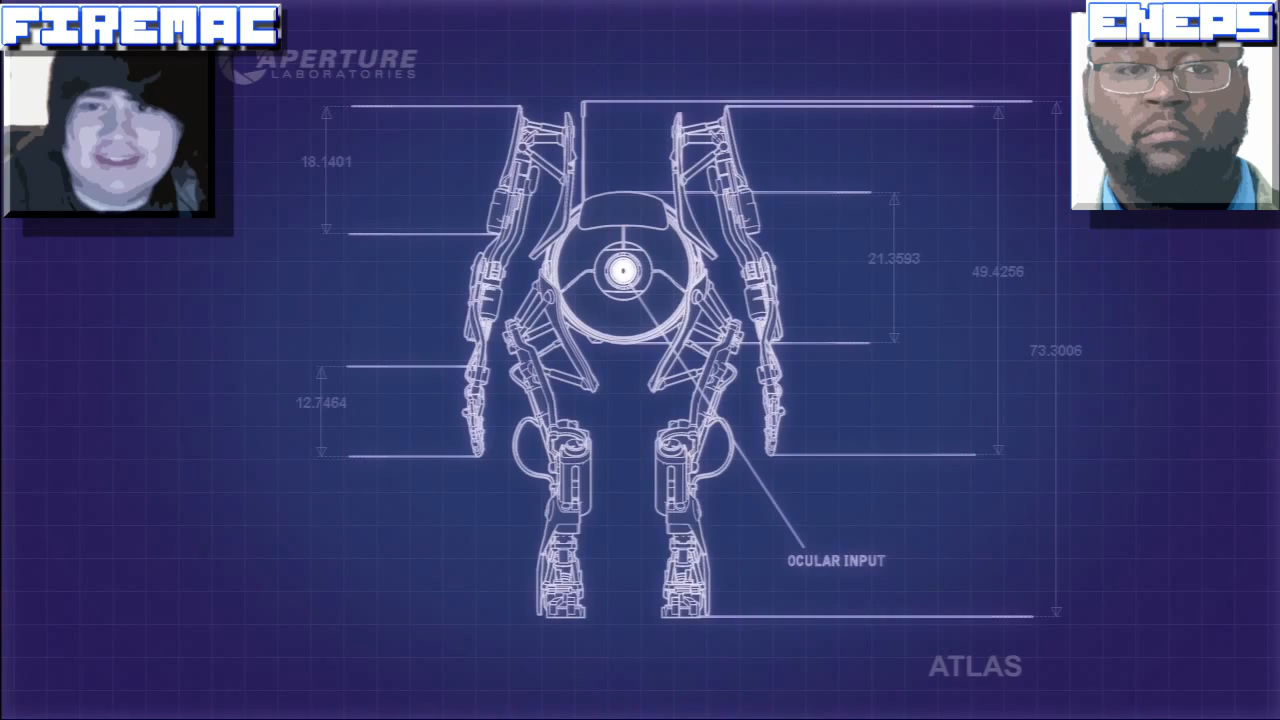 FIREMAC
ENEPS
APERTURE
LABORATORIES
18.1401
21.3593
49.4256
73.3006
12.7464
OCULAR INPUT
ATLAS